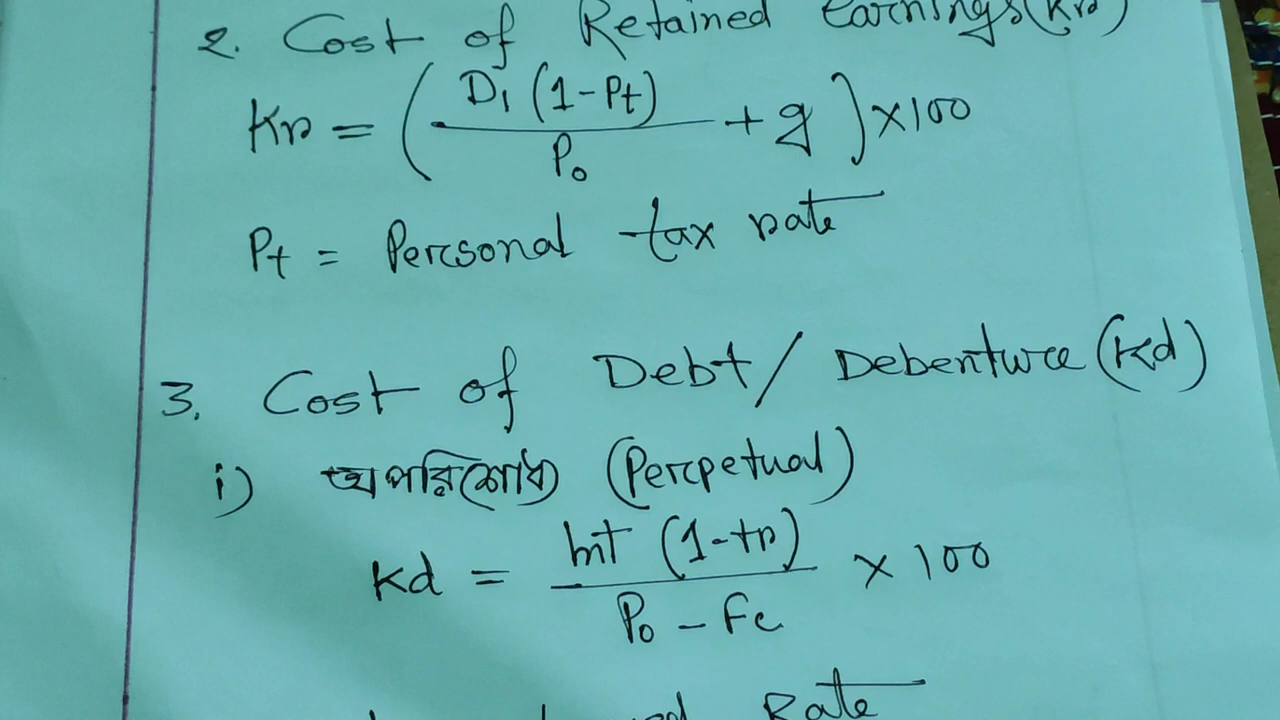 2. Cost of Retained Earnings (Kr)
Kr = ( D₁ (1-Pt) / P₀ + g ) × 100
Pt = Personal tax rate
3. Cost of Debt / Debenture (Kd)
i) অপরিশোধ্য (Perpetual)
Kd = Int (1-tr) / P₀ - Fc × 100
Rate